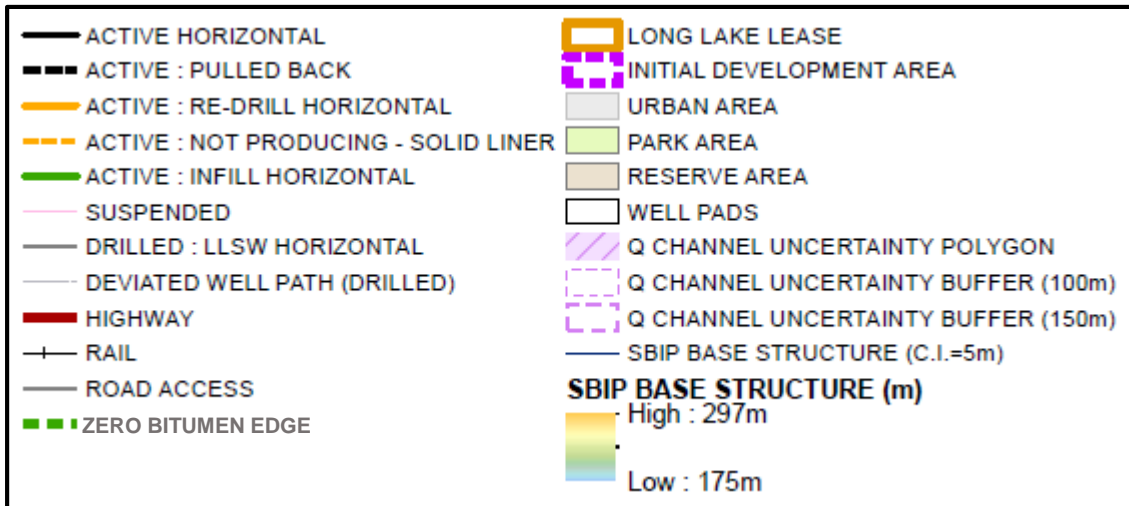 ACTIVE HORIZONTAL
ACTIVE : PULLED BACK
ACTIVE : RE-DRILL HORIZONTAL
ACTIVE : NOT PRODUCING - SOLID LINER
ACTIVE : INFILL HORIZONTAL
SUSPENDED
DRILLED : LLSW HORIZONTAL
DEVIATED WELL PATH (DRILLED)
HIGHWAY
RAIL
ROAD ACCESS
ZERO BITUMEN EDGE
LONG LAKE LEASE
INITIAL DEVELOPMENT AREA
URBAN AREA
PARK AREA
RESERVE AREA
WELL PADS
Q CHANNEL UNCERTAINTY POLYGON
Q CHANNEL UNCERTAINTY BUFFER (100m)
Q CHANNEL UNCERTAINTY BUFFER (150m)
SBIP BASE STRUCTURE (C.I.=5m)
SBIP BASE STRUCTURE (m)
High : 297m
Low : 175m